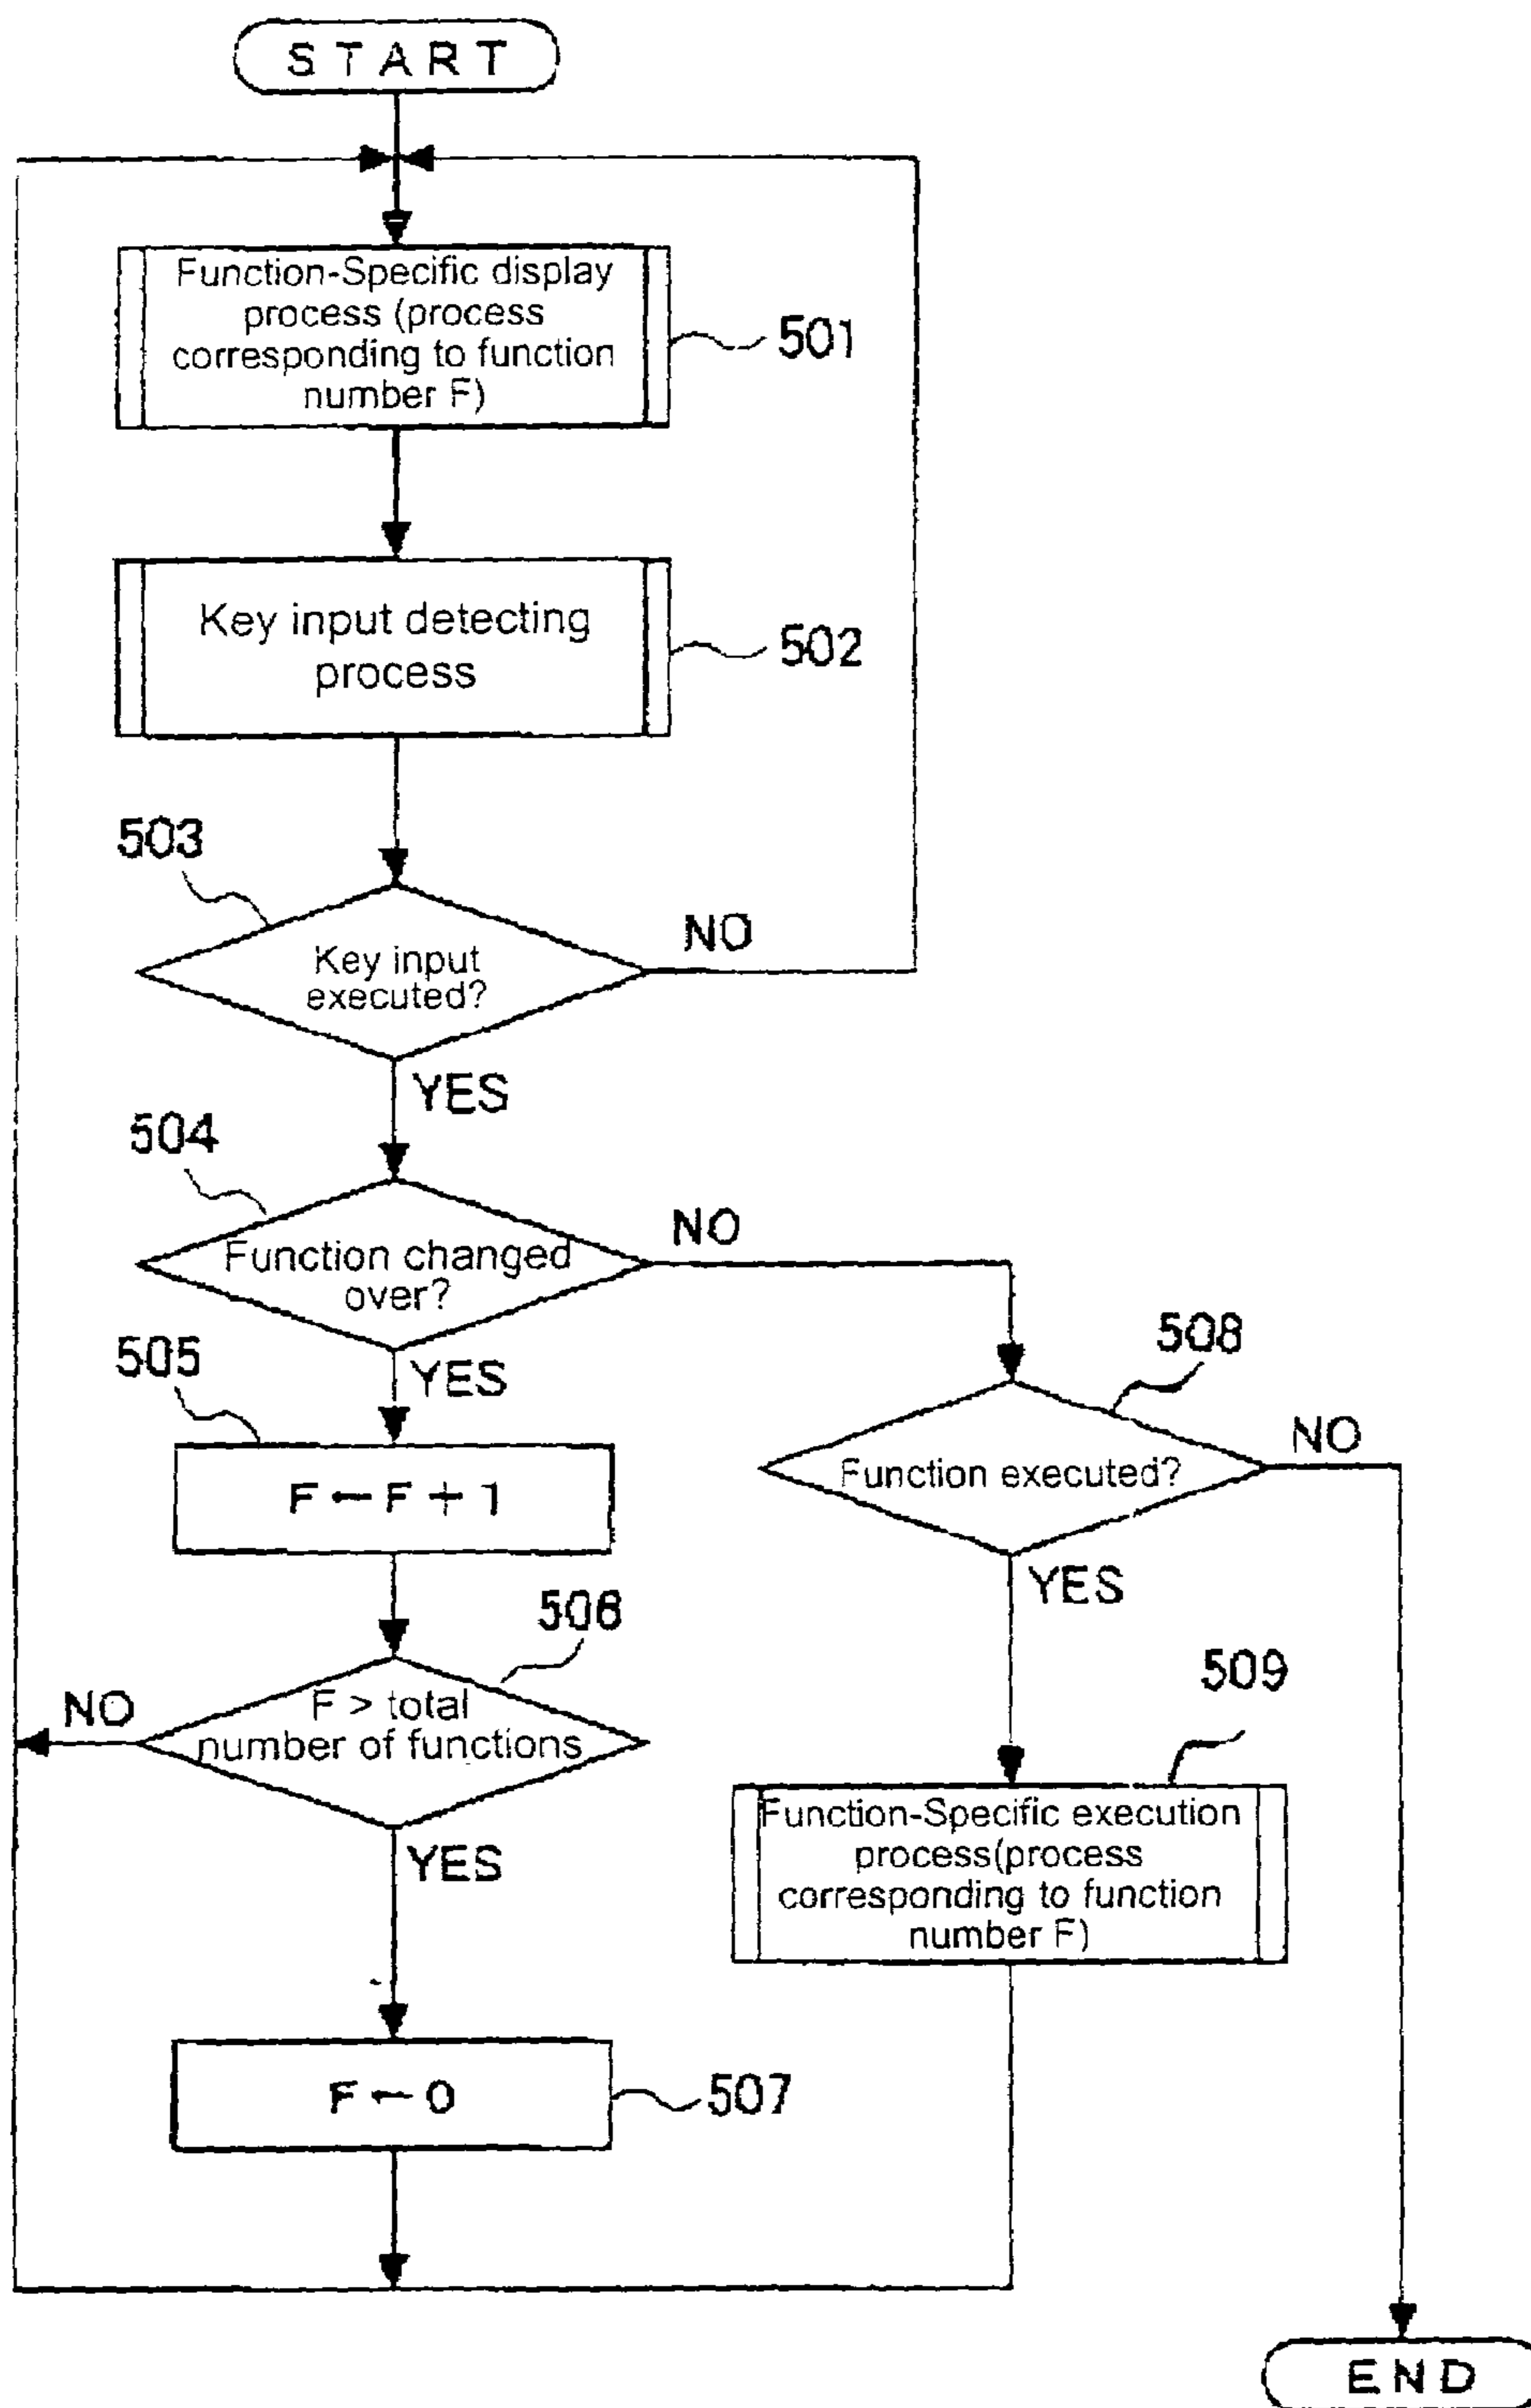 START
Function-Specific display
process (process
corresponding to function
number F)
501
Key input detecting
process
502
503
Key input
executed?
NO
YES
504
Function changed
over?
NO
YES
505
F ← F + 1
506
F > total
number of functions
NO
YES
F ← 0
507
508
Function executed?
NO
YES
509
Function-Specific execution
process(process
corresponding to function
number F)
END